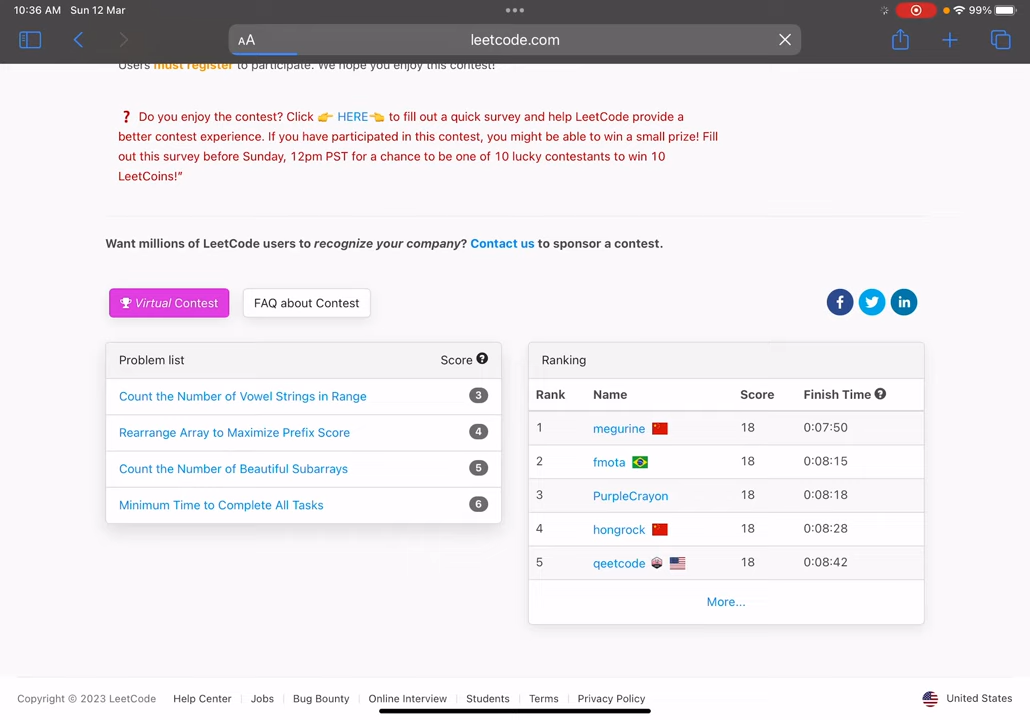 10:36 AM Sun 12 Mar
99%
AA leetcode.com
Users must register to participate. We hope you enjoy this contest!
❓ Do you enjoy the contest? Click 👉 HERE👈 to fill out a quick survey and help LeetCode provide a
better contest experience. If you have participated in this contest, you might be able to win a small prize! Fill
out this survey before Sunday, 12pm PST for a chance to be one of 10 lucky contestants to win 10
LeetCoins!"
Want millions of LeetCode users to recognize your company? Contact us to sponsor a contest.
Virtual Contest FAQ about Contest
Problem list Score ?
Count the Number of Vowel Strings in Range 3
Rearrange Array to Maximize Prefix Score 4
Count the Number of Beautiful Subarrays 5
Minimum Time to Complete All Tasks 6
Ranking
Rank Name Score Finish Time ?
1 megurine 18 0:07:50
2 fmota 18 0:08:15
3 PurpleCrayon 18 0:08:18
4 hongrock 18 0:08:28
5 qeetcode 18 0:08:42
More...
Copyright © 2023 LeetCode Help Center Jobs Bug Bounty Online Interview Students Terms Privacy Policy United States